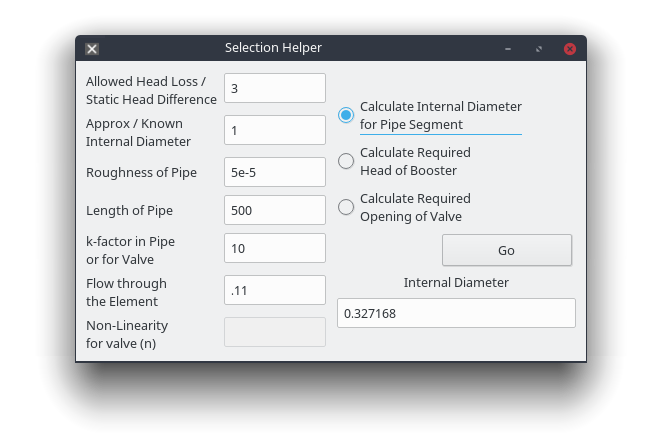 Selection Helper
Allowed Head Loss /
Static Head Difference
3
Approx / Known
Internal Diameter
1
Roughness of Pipe
5e-5
Length of Pipe
500
k-factor in Pipe
or for Valve
10
Flow through
the Element
.11
Non-Linearity
for valve (n)
Calculate Internal Diameter
for Pipe Segment
Calculate Required
Head of Booster
Calculate Required
Opening of Valve
Go
Internal Diameter
0.327168